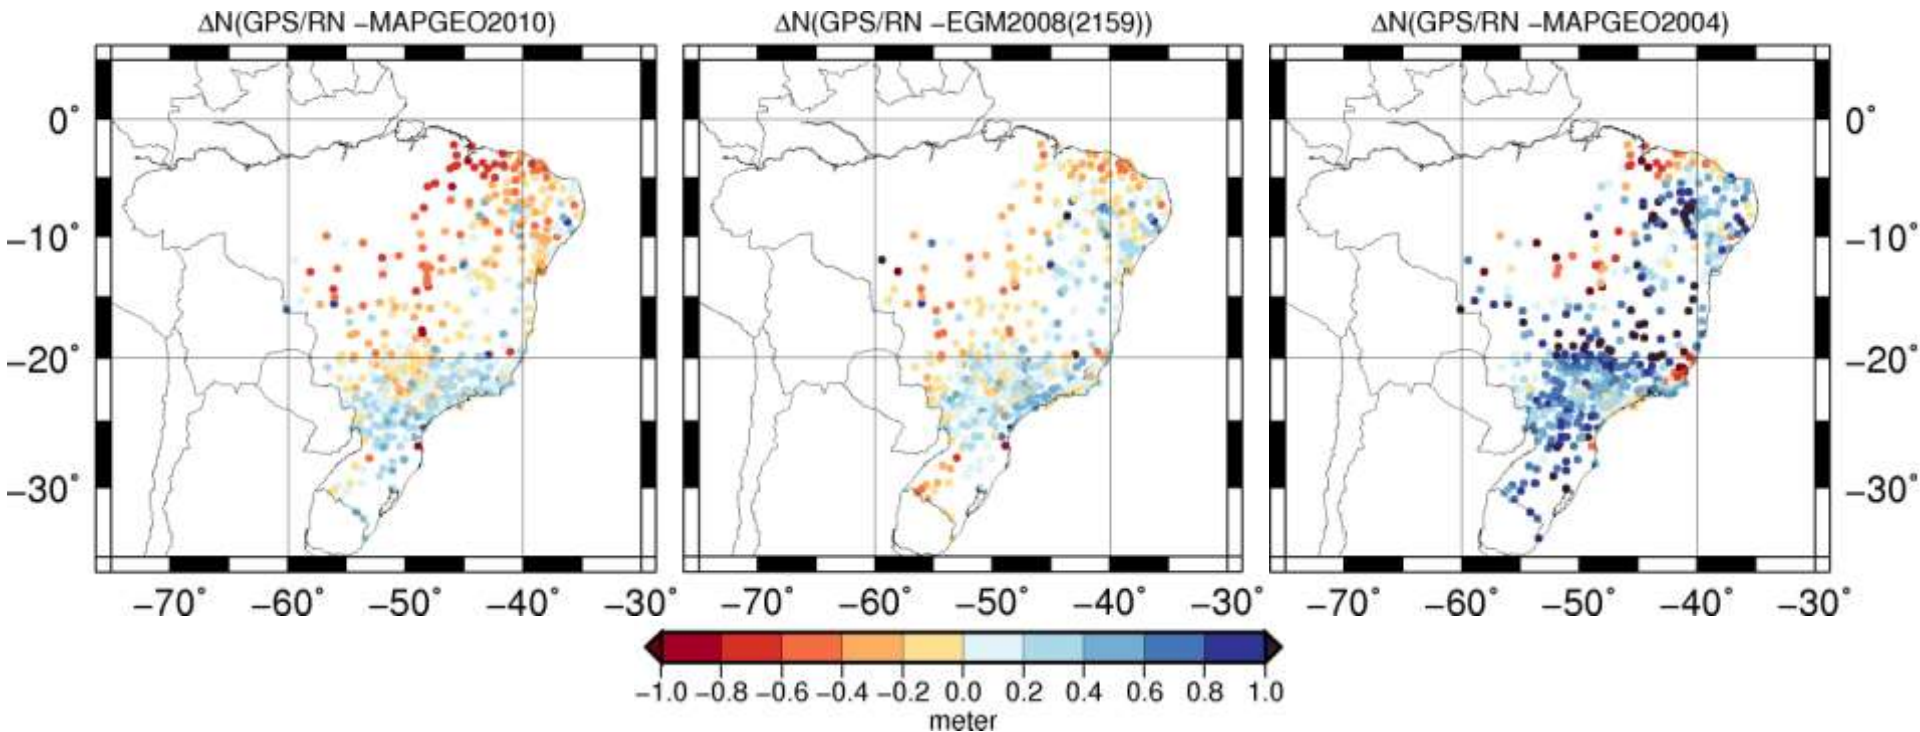 ΔN(GPS/RN −MAPGEO2010) ΔN(GPS/RN −EGM2008(2159)) ΔN(GPS/RN −MAPGEO2004)
0˚ 0˚
−10˚ −10˚
−20˚ −20˚
−30˚ −30˚
−70˚ −60˚ −50˚ −40˚ −30˚ −70˚ −60˚ −50˚ −40˚ −30˚ −70˚ −60˚ −50˚ −40˚ −30˚
−1.0 −0.8 −0.6 −0.4 −0.2 0.0 0.2 0.4 0.6 0.8 1.0
meter